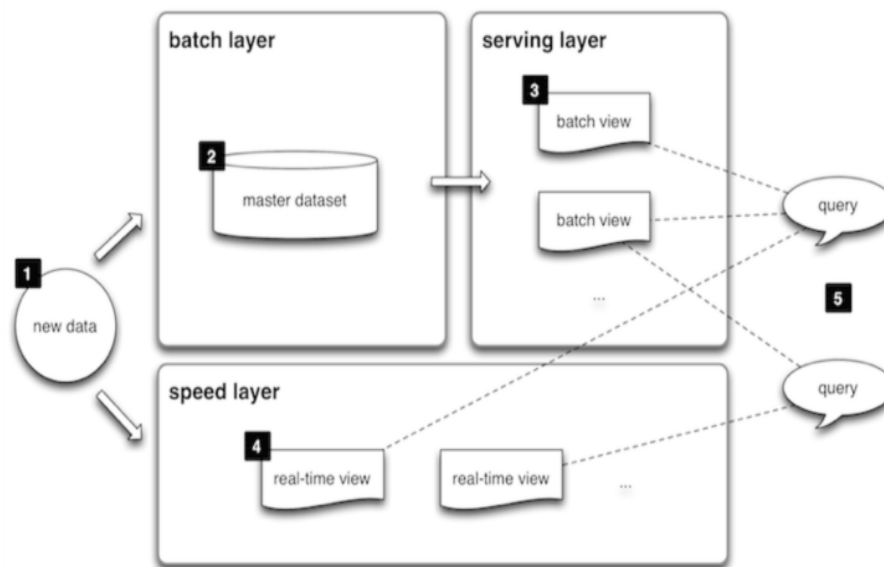 batch layer
serving layer
3
batch view
2
master dataset
batch view
query
1
new data
...
5
speed layer
query
4
real-time view
real-time view
...